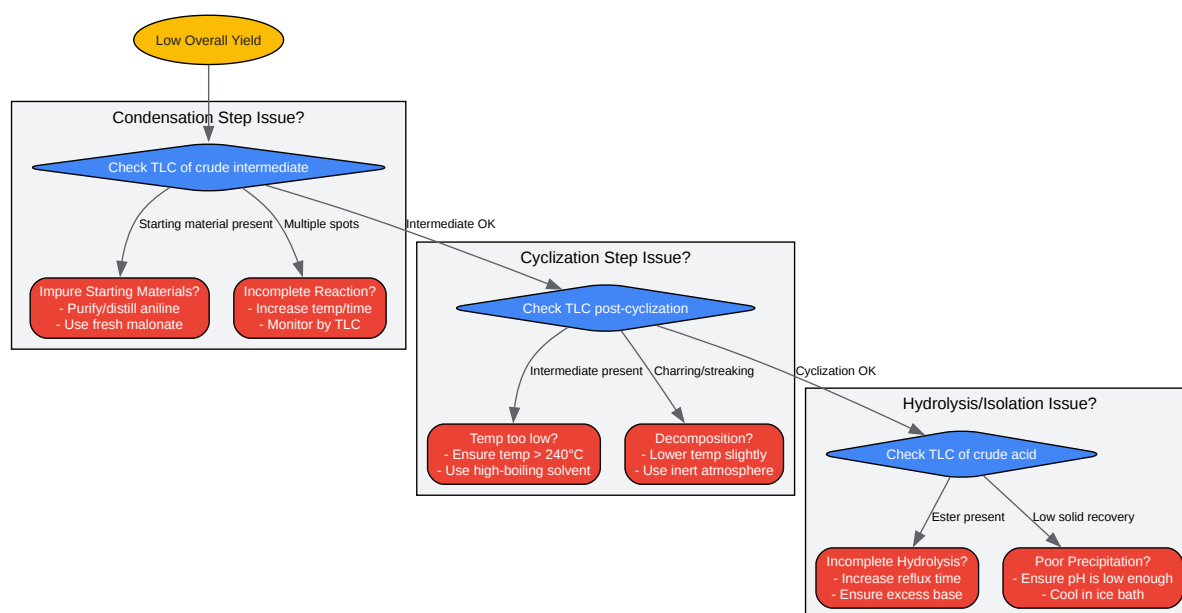 Low Overall Yield
Condensation Step Issue?
Check TLC of crude intermediate
Starting material present
Multiple spots
Intermediate OK
Impure Starting Materials?
- Purify/distill aniline
- Use fresh malonate
Incomplete Reaction?
- Increase temp/time
- Monitor by TLC
Cyclization Step Issue?
Check TLC post-cyclization
Intermediate present
Charring/streaking
Cyclization OK
Temp too low?
- Ensure temp > 240°C
- Use high-boiling solvent
Decomposition?
- Lower temp slightly
- Use inert atmosphere
Hydrolysis/Isolation Issue?
Check TLC of crude acid
Ester present
Low solid recovery
Incomplete Hydrolysis?
- Increase reflux time
- Ensure excess base
Poor Precipitation?
- Ensure pH is low enough
- Cool in ice bath